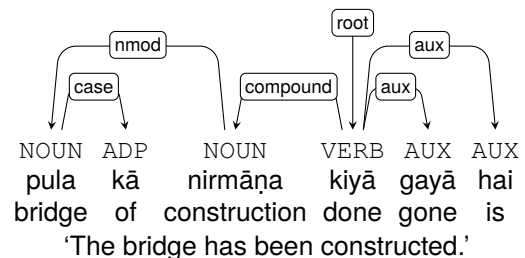 root
nmod aux
case compound aux
NOUN ADP NOUN VERB AUX AUX
pula kā nirmāṇa kiyā gayā hai
bridge of construction done gone is
‘The bridge has been constructed.’